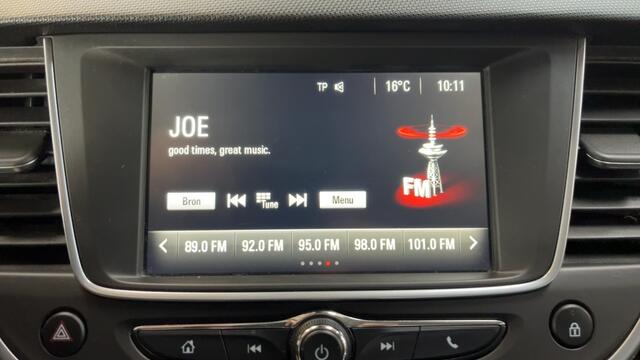 TP 16°C 10:11
JOE
good times, great music.
FM
Bron Tune Menu
89.0 FM 92.0 FM 95.0 FM 98.0 FM 101.0 FM